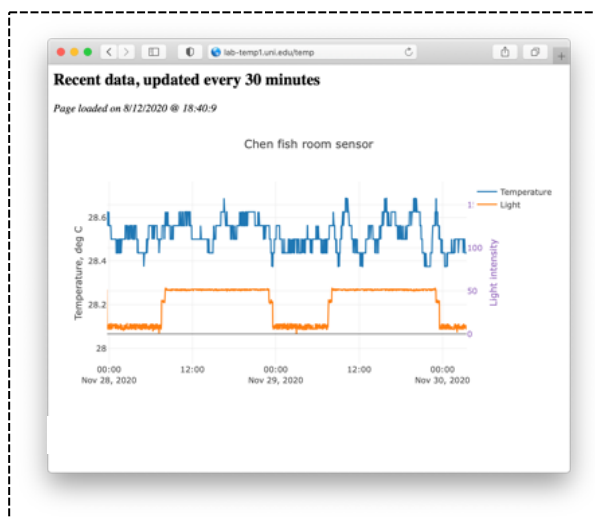 lab-temp1.uni.edu/temp
Recent data, updated every 30 minutes
Page loaded on 8/12/2020 @ 18:40:9
Chen fish room sensor
Temperature
Light
28.6
28.4
28.2
28
Temperature, deg C
100
50
0
Light intensity
00:00
Nov 28, 2020
12:00
00:00
Nov 29, 2020
12:00
00:00
Nov 30, 2020